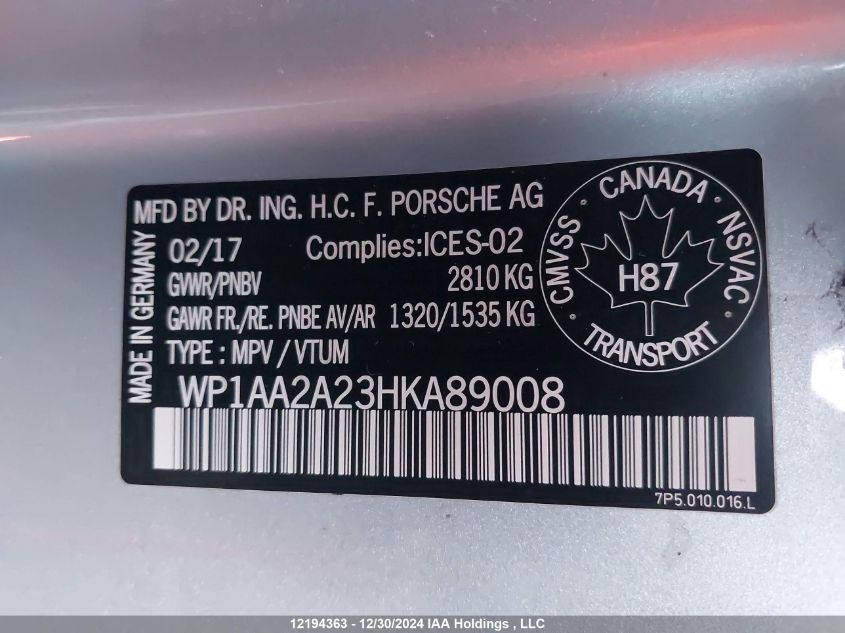 MFD BY DR. ING. H.C. F. PORSCHE AG
02/17 Complies:ICES-02
GVWR/PNBV 2810 KG
GAWR FR./RE. PNBE AV/AR 1320/1535 KG
TYPE : MPV / VTUM
WP1AA2A23HKA89008
MADE IN GERMANY
CANADA
CMVSS
NSVAC
H87
TRANSPORT
7P5.010.016.L
12194363 - 12/30/2024 IAA Holdings , LLC